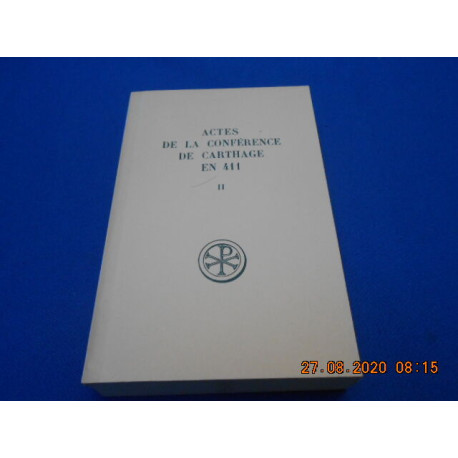 ACTES
DE LA CONFÉRENCE
DE CARTHAGE
EN 411
II
27.08.2020 08:15